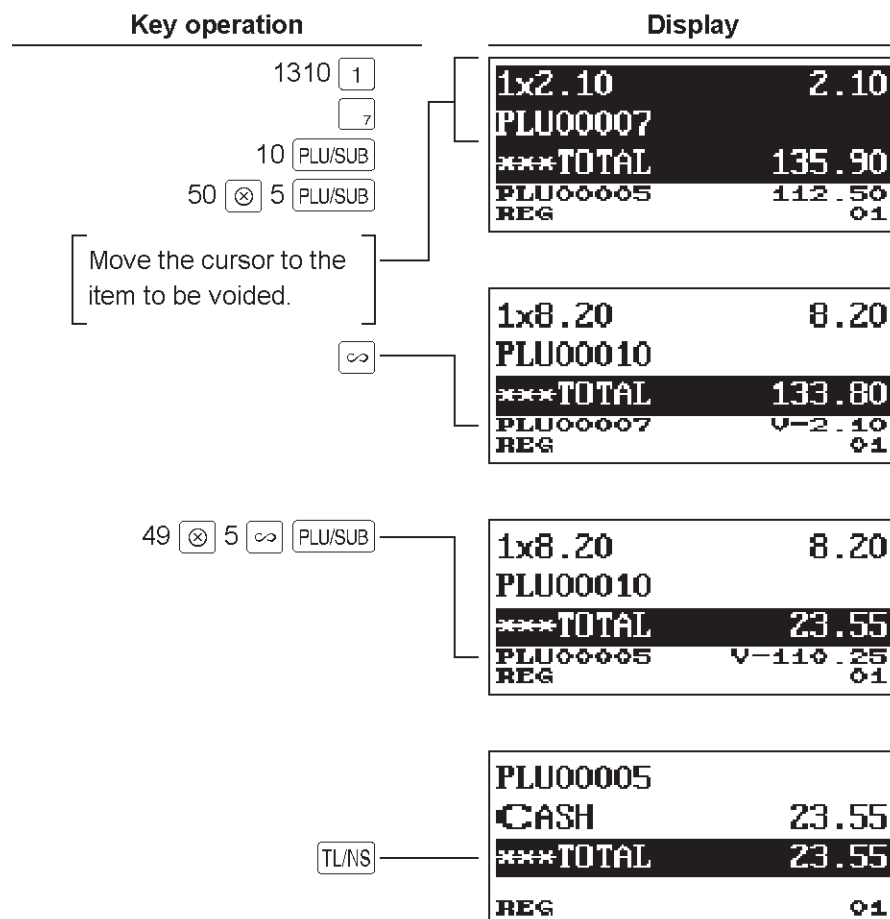 Key operation
Display
1310 1
7
10 PLU/SUB
50 ⊗ 5 PLU/SUB
Move the cursor to the
item to be voided.
1x2.10 2.10
PLU00007
***TOTAL 135.90
PLU00005 112.50
REG 01
∽
1x8.20 8.20
PLU00010
***TOTAL 133.80
PLU00007 V-2.10
REG 01
49 ⊗ 5 ∽ PLU/SUB
1x8.20 8.20
PLU00010
***TOTAL 23.55
PLU00005 V-110.25
REG 01
TL/NS
PLU00005
CASH 23.55
***TOTAL 23.55
REG 01